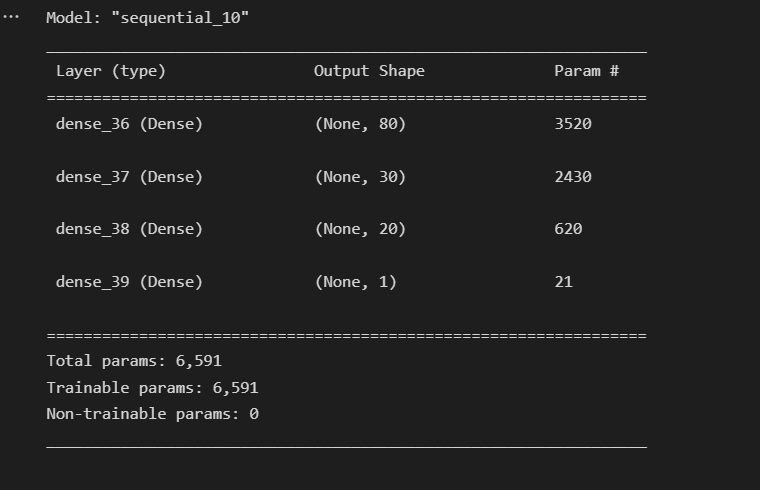 ...
Model: "sequential_10"
_________________________________________________________________
Layer (type) Output Shape Param #
=================================================================
dense_36 (Dense) (None, 80) 3520
dense_37 (Dense) (None, 30) 2430
dense_38 (Dense) (None, 20) 620
dense_39 (Dense) (None, 1) 21
=================================================================
Total params: 6,591
Trainable params: 6,591
Non-trainable params: 0
_________________________________________________________________